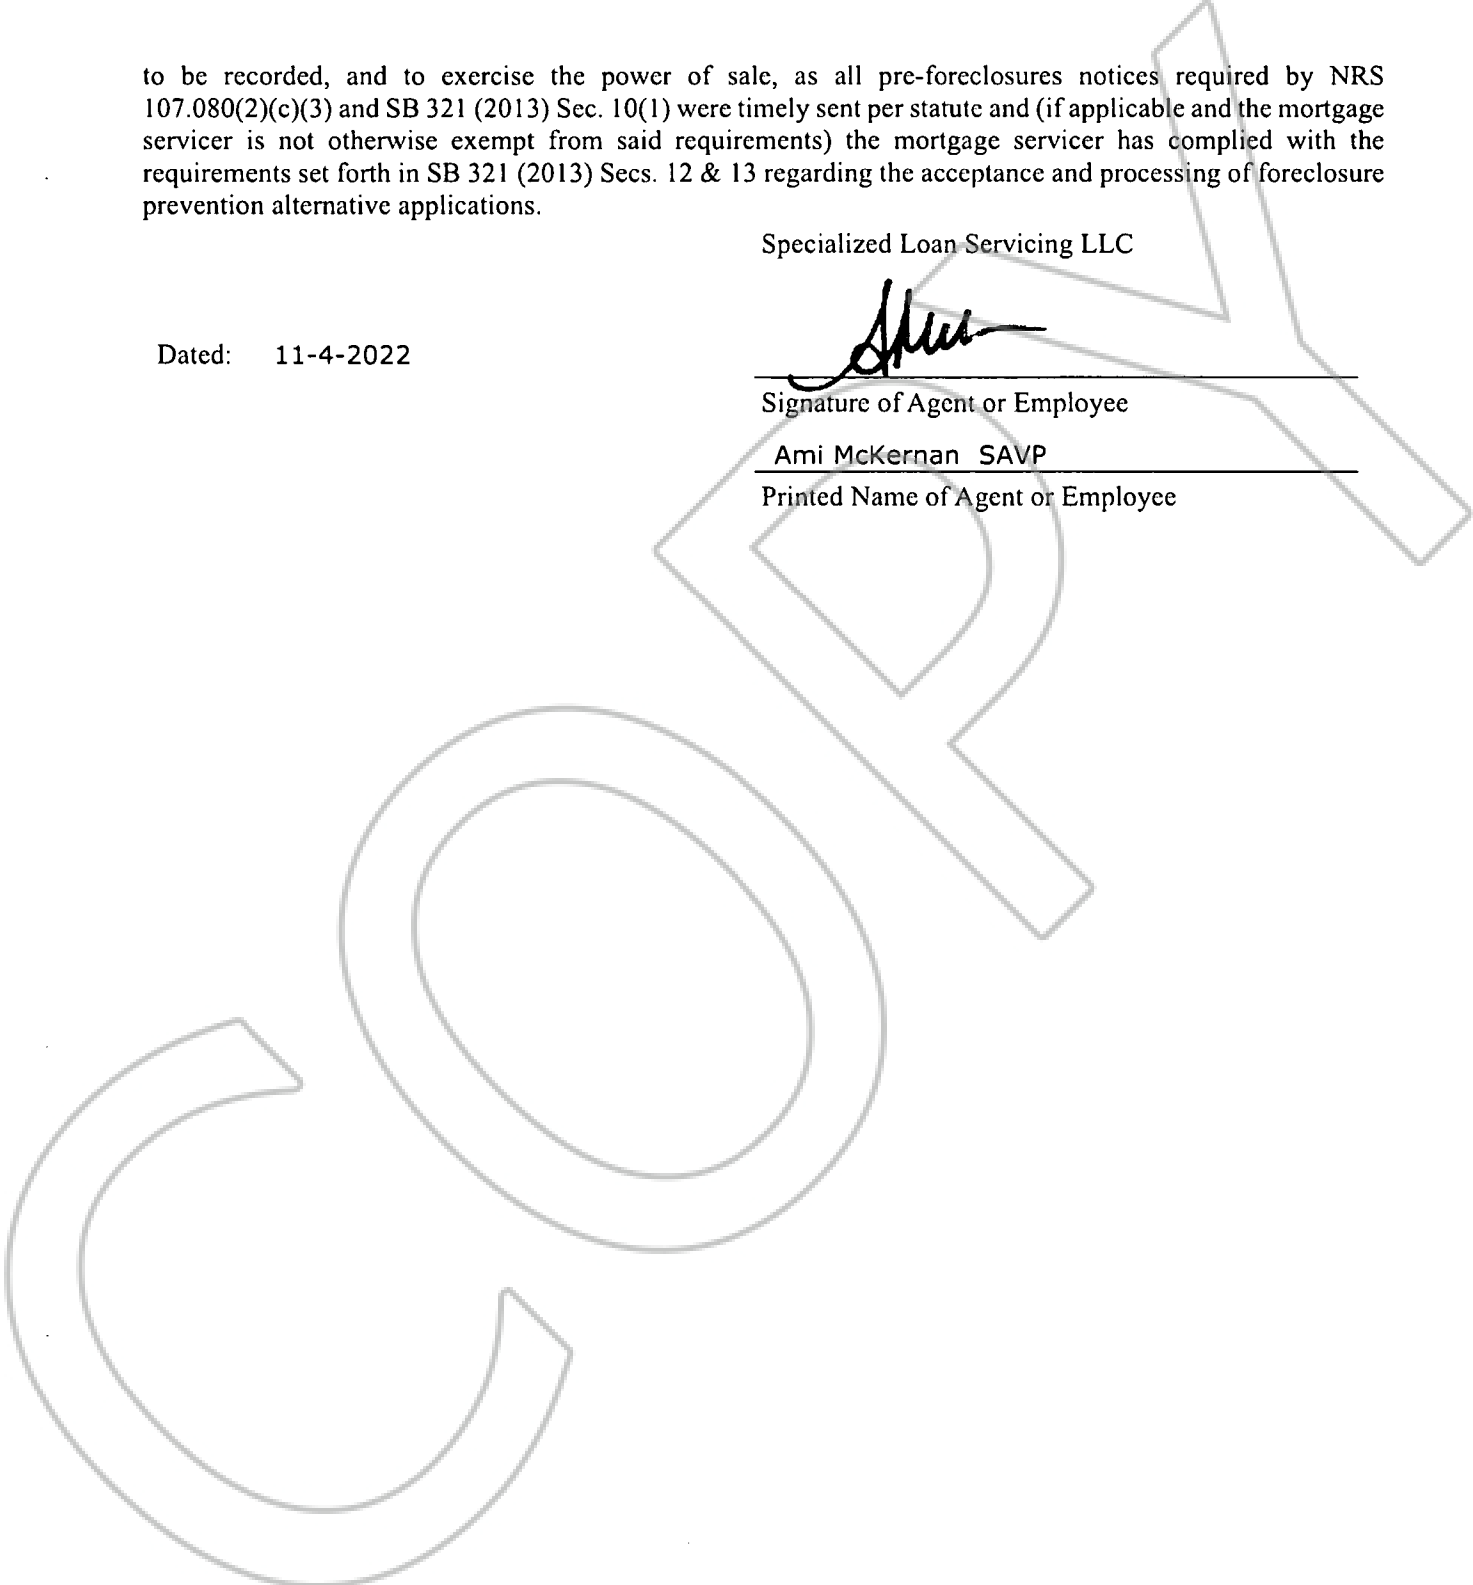 to be recorded, and to exercise the power of sale, as all pre-foreclosures notices required by NRS
107.080(2)(c)(3) and SB 321 (2013) Sec. 10(1) were timely sent per statute and (if applicable and the mortgage
servicer is not otherwise exempt from said requirements) the mortgage servicer has complied with the
requirements set forth in SB 321 (2013) Secs. 12 & 13 regarding the acceptance and processing of foreclosure
prevention alternative applications.
Specialized Loan Servicing LLC
Dated: 11-4-2022
Signature of Agent or Employee
Ami McKernan SAVP
Printed Name of Agent or Employee
COPY